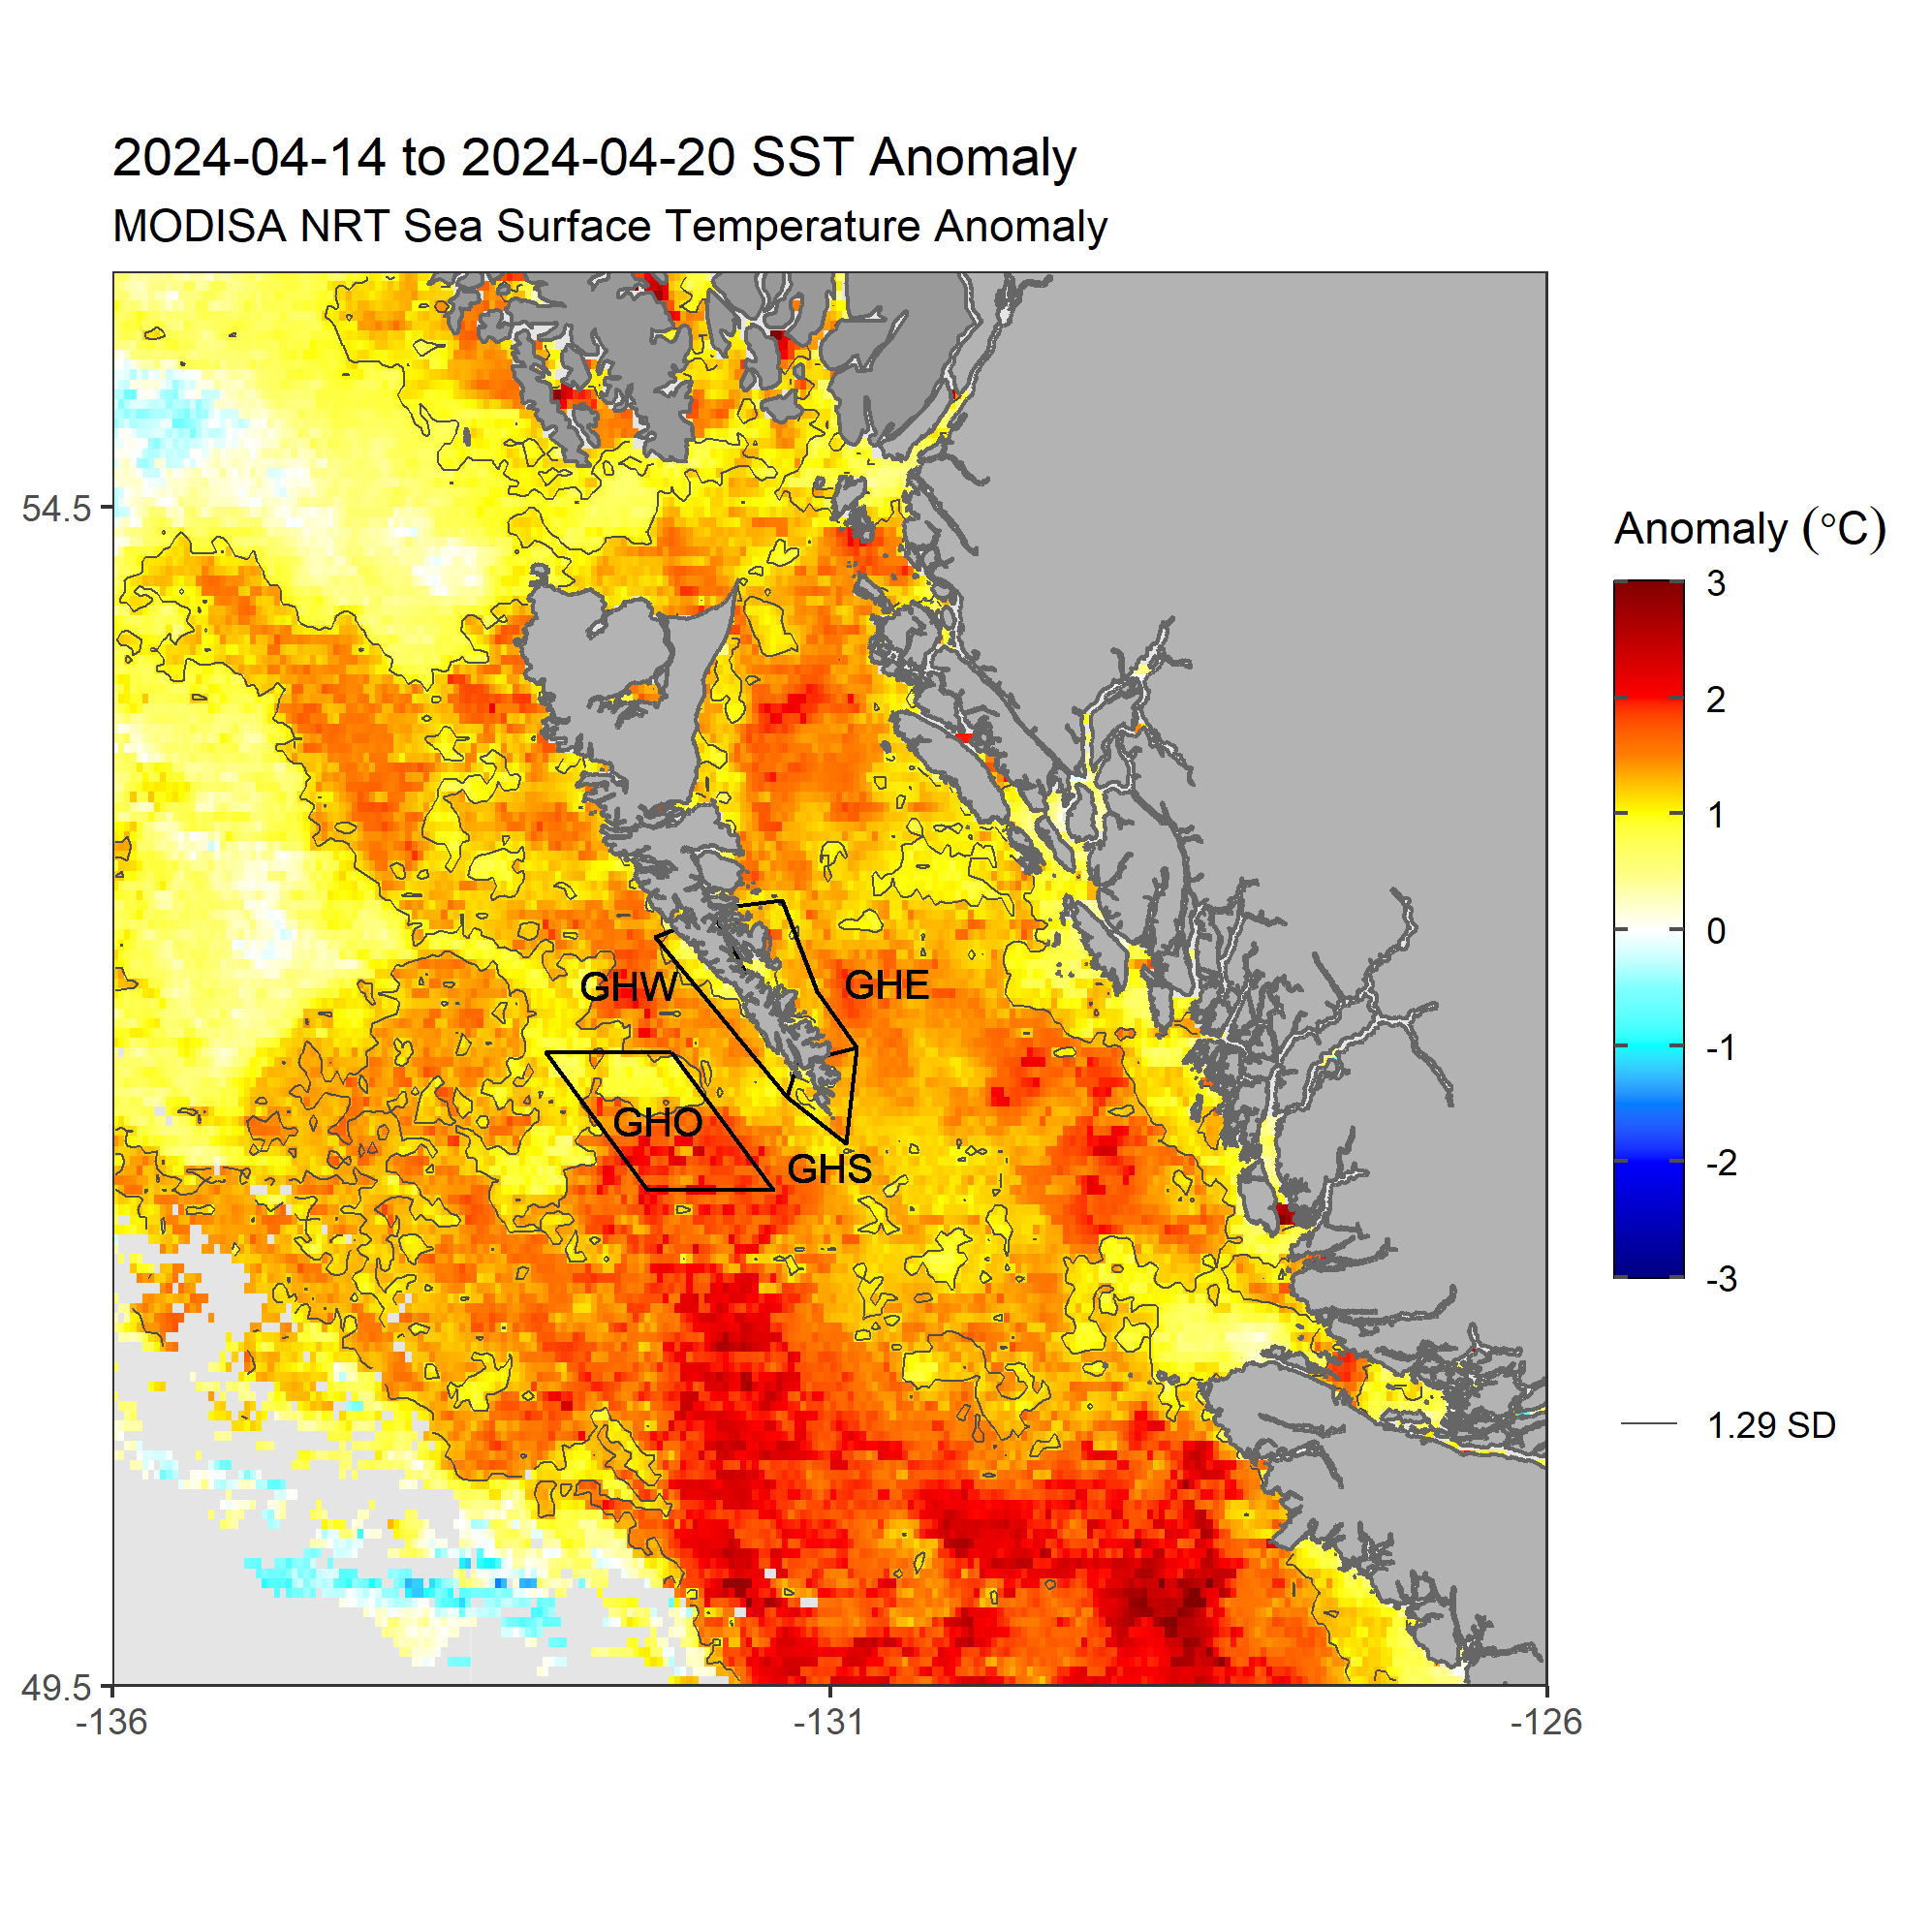 2024-04-14 to 2024-04-20 SST Anomaly
MODISA NRT Sea Surface Temperature Anomaly
54.5
49.5
-136
-131
-126
GHW
GHE
GHO
GHS
Anomaly (°C)
3
2
1
0
-1
-2
-3
1.29 SD